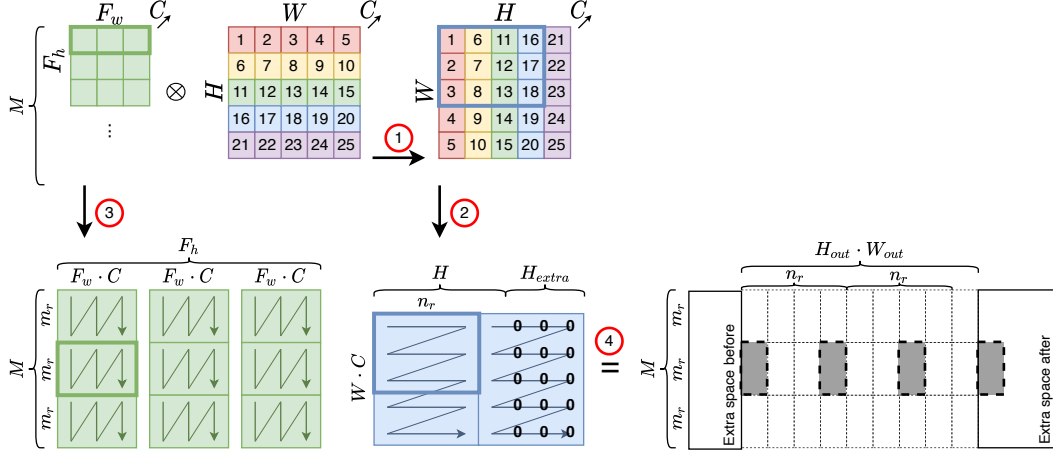 F_w C W C H C
M F_h ⊗ H W
1 2 3 4 5
6 7 8 9 10
11 12 13 14 15
16 17 18 19 20
21 22 23 24 25
1 6 11 16 21
2 7 12 17 22
3 8 13 18 23
4 9 14 19 24
5 10 15 20 25
...
1
3
2
F_h
F_w · C F_w · C F_w · C
M
m_r
m_r
m_r
H H_extra
n_r
W · C
0 0 0
0 0 0
0 0 0
0 0 0
0 0 0
4
=
H_out · W_out
n_r n_r
M
m_r
m_r
m_r
Extra space before
Extra space after